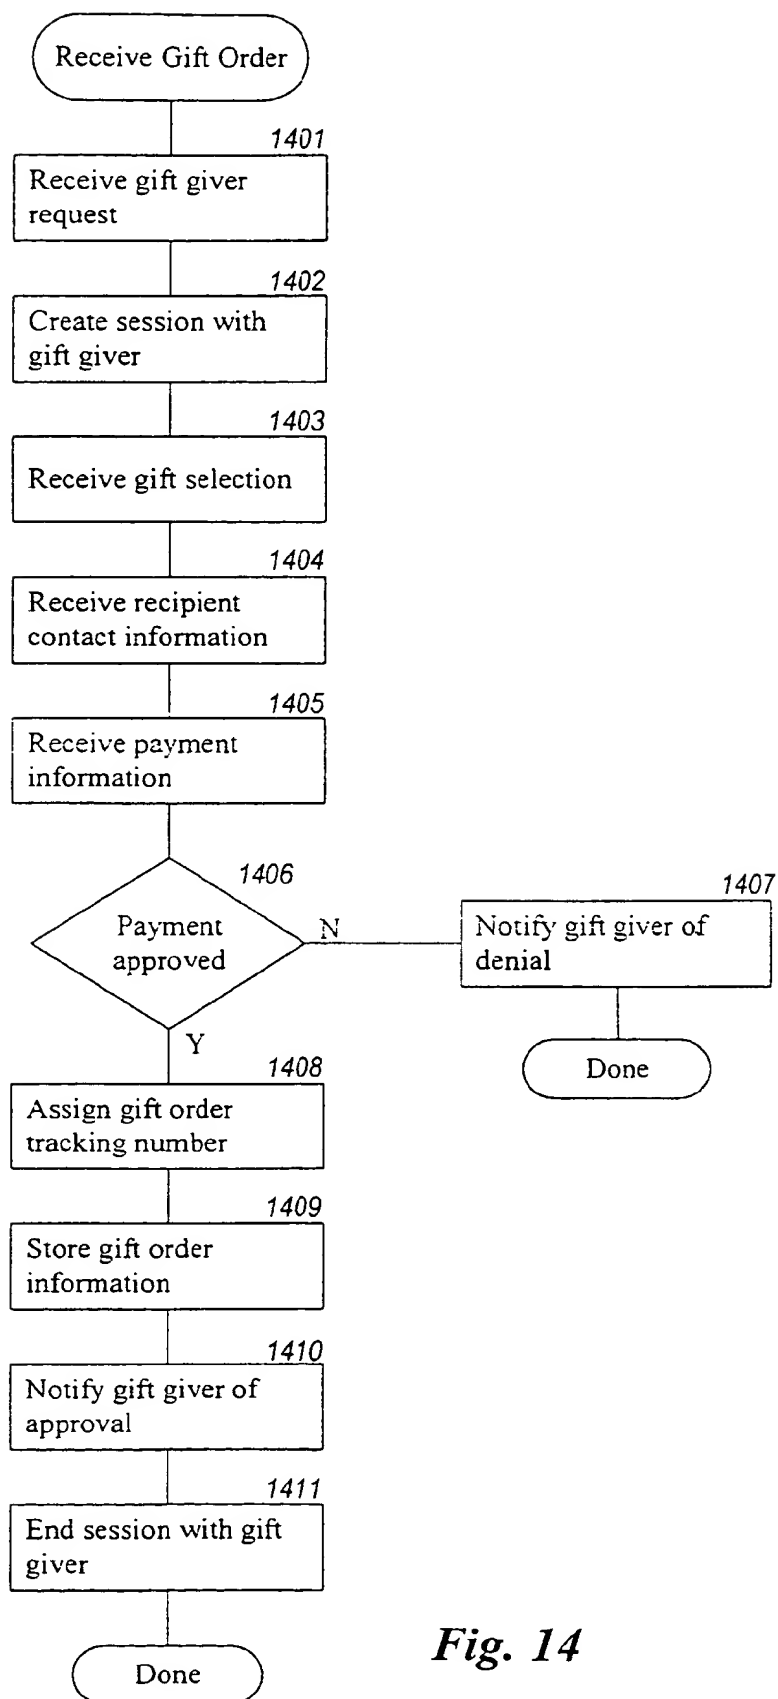 Receive Gift Order
1401
Receive gift giver
request
1402
Create session with
gift giver
1403
Receive gift selection
1404
Receive recipient
contact information
1405
Receive payment
information
1406
Payment
approved
N
1407
Notify gift giver of
denial
Done
Y
1408
Assign gift order
tracking number
1409
Store gift order
information
1410
Notify gift giver of
approval
1411
End session with gift
giver
Done
Fig. 14